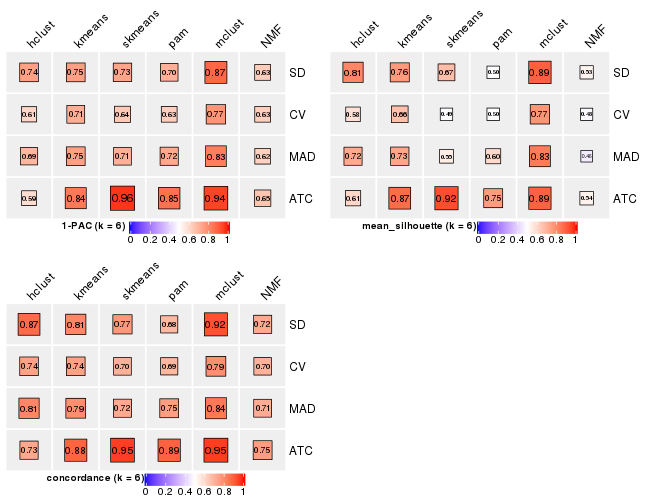 hclust kmeans skmeans pam mclust NMF
0.74 0.75 0.73 0.70 0.87 0.63 SD
0.61 0.71 0.64 0.63 0.77 0.63 CV
0.69 0.75 0.71 0.72 0.83 0.62 MAD
0.59 0.84 0.96 0.85 0.94 0.65 ATC
1-PAC (k = 6)
0 0.2 0.4 0.6 0.8 1
hclust kmeans skmeans pam mclust NMF
0.81 0.76 0.67 0.50 0.89 0.53 SD
0.58 0.66 0.49 0.50 0.77 0.48 CV
0.72 0.73 0.55 0.60 0.83 MAD
0.61 0.87 0.92 0.75 0.89 0.54 ATC
mean_silhouette (k = 6)
0 0.2 0.4 0.6 0.8 1
hclust kmeans skmeans pam mclust NMF
0.87 0.81 0.77 0.68 0.92 0.72 SD
0.74 0.74 0.70 0.69 0.79 0.70 CV
0.81 0.79 0.72 0.75 0.84 0.71 MAD
0.73 0.88 0.95 0.89 0.95 0.75 ATC
concordance (k = 6)
0 0.2 0.4 0.6 0.8 1